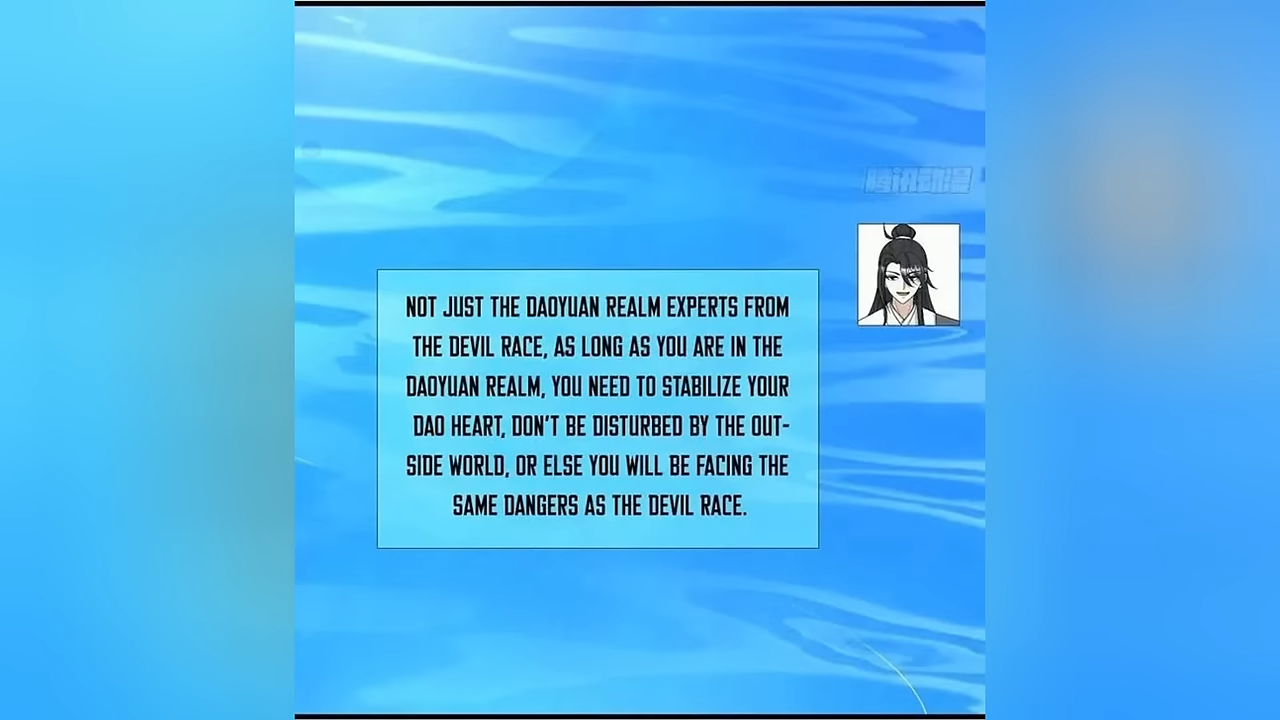 NOT JUST THE DAOYUAN REALM EXPERTS FROM
THE DEVIL RACE, AS LONG AS YOU ARE IN THE
DAOYUAN REALM, YOU NEED TO STABILIZE YOUR
DAO HEART, DON'T BE DISTURBED BY THE OUT-
SIDE WORLD, OR ELSE YOU WILL BE FACING THE
SAME DANGERS AS THE DEVIL RACE.